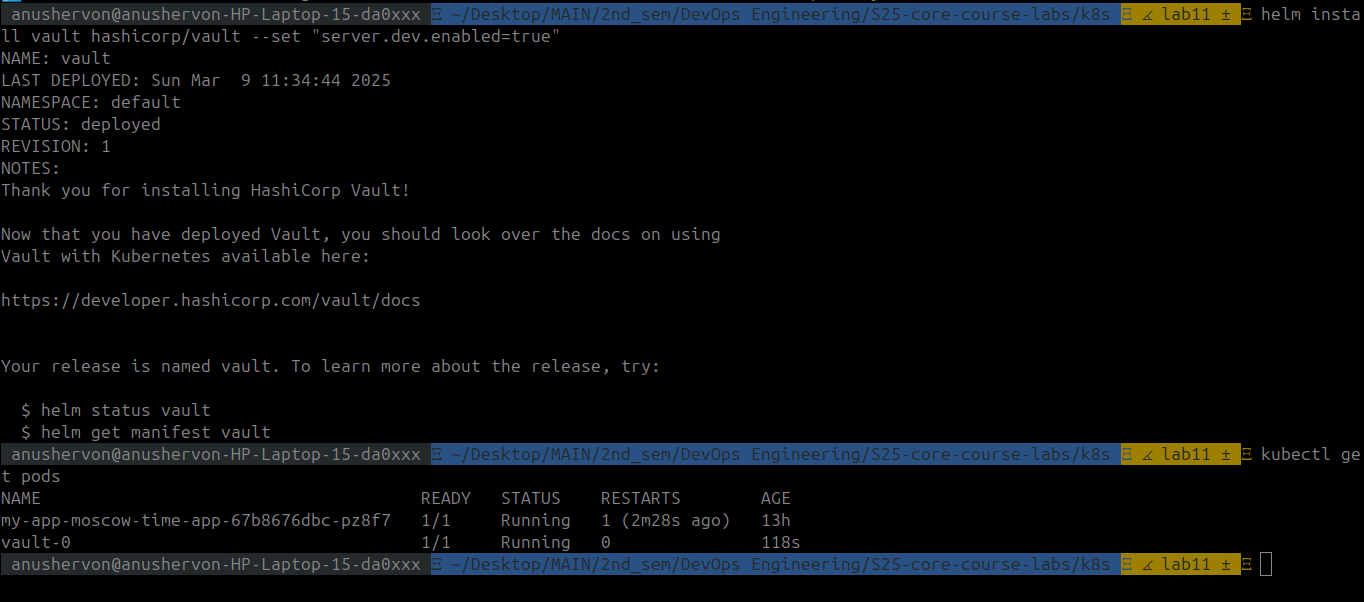 anushervon@anushervon-HP-Laptop-15-da0xxx Ξ ~/Desktop/MAIN/2nd_sem/DevOps Engineering/S25-core-course-labs/k8s Ξ ∡ lab11 ± Ξ helm insta
ll vault hashicorp/vault --set "server.dev.enabled=true"
NAME: vault
LAST DEPLOYED: Sun Mar  9 11:34:44 2025
NAMESPACE: default
STATUS: deployed
REVISION: 1
NOTES:
Thank you for installing HashiCorp Vault!
Now that you have deployed Vault, you should look over the docs on using
Vault with Kubernetes available here:
https://developer.hashicorp.com/vault/docs
Your release is named vault. To learn more about the release, try:
$ helm status vault
$ helm get manifest vault
anushervon@anushervon-HP-Laptop-15-da0xxx Ξ ~/Desktop/MAIN/2nd_sem/DevOps Engineering/S25-core-course-labs/k8s Ξ ∡ lab11 ± Ξ kubectl ge
t pods
NAME READY STATUS RESTARTS AGE
my-app-moscow-time-app-67b8676dbc-pz8f7 1/1 Running 1 (2m28s ago) 13h
vault-0 1/1 Running 0 118s
anushervon@anushervon-HP-Laptop-15-da0xxx Ξ ~/Desktop/MAIN/2nd_sem/DevOps Engineering/S25-core-course-labs/k8s Ξ ∡ lab11 ± Ξ